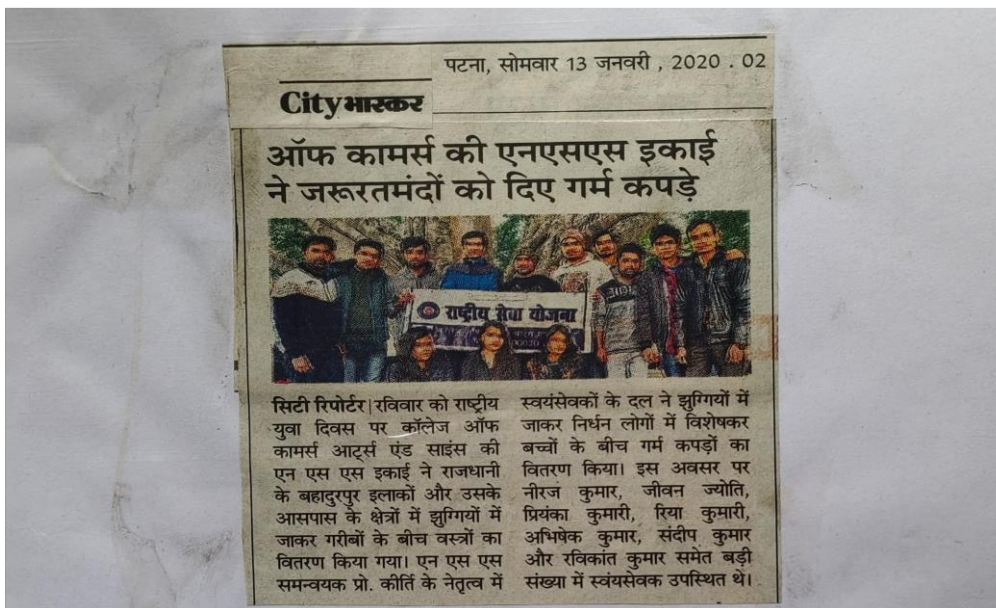 पटना, सोमवार 13 जनवरी , 2020 . 02
City भास्कर
ऑफ कामर्स की एनएसएस इकाई
ने जरूरतमंदों को दिए गर्म कपड़े
राष्ट्रीय सेवा योजना
सिटी रिपोर्टर|रविवार को राष्ट्रीय
युवा दिवस पर कॉलेज ऑफ
कामर्स आर्ट्स एंड साइंस की
एन एस एस इकाई ने राजधानी
के बहादुरपुर इलाकों और उसके
आसपास के क्षेत्रों में झुग्गियों में
जाकर गरीबों के बीच वस्त्रों का
वितरण किया गया। एन एस एस
समन्वयक प्रो. कीर्ति के नेतृत्व में
स्वयंसेवकों के दल ने झुग्गियों में
जाकर निर्धन लोगों में विशेषकर
बच्चों के बीच गर्म कपड़ों का
वितरण किया। इस अवसर पर
नीरज कुमार, जीवन ज्योति,
प्रियंका कुमारी, रिया कुमारी,
अभिषेक कुमार, संदीप कुमार
और रविकांत कुमार समेत बड़ी
संख्या में स्वंयसेवक उपस्थित थे।